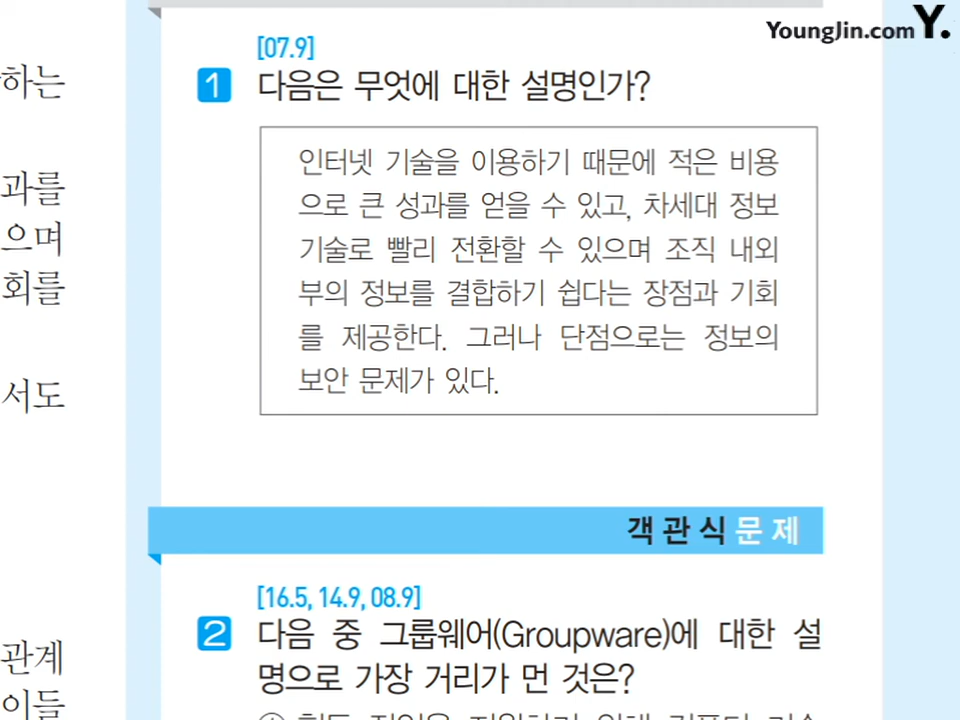 YoungJin.com Y.
하는
과를
으며
회를
서도
관계
이들
[07.9]
1 다음은 무엇에 대한 설명인가?
인터넷 기술을 이용하기 때문에 적은 비용
으로 큰 성과를 얻을 수 있고, 차세대 정보
기술로 빨리 전환할 수 있으며 조직 내외
부의 정보를 결합하기 쉽다는 장점과 기회
를 제공한다. 그러나 단점으로는 정보의
보안 문제가 있다.
객관식 문제
[16.5, 14.9, 08.9]
2 다음 중 그룹웨어(Groupware)에 대한 설
명으로 가장 거리가 먼 것은?